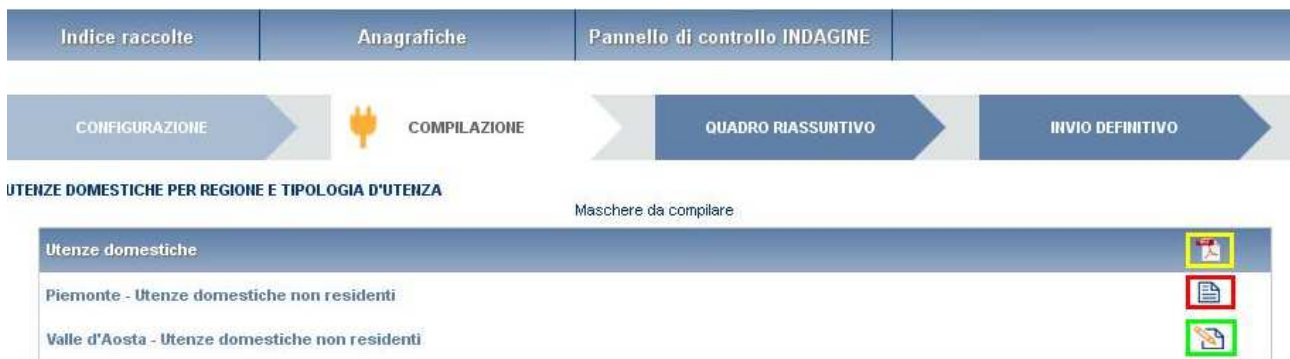 Indice raccolte Anagrafiche Pannello di controllo INDAGINE
CONFIGURAZIONE COMPILAZIONE QUADRO RIASSUNTIVO INVIO DEFINITIVO
UTENZE DOMESTICHE PER REGIONE E TIPOLOGIA D'UTENZA
Maschere da compilare
Utenze domestiche
Piemonte - Utenze domestiche non residenti
Valle d'Aosta - Utenze domestiche non residenti